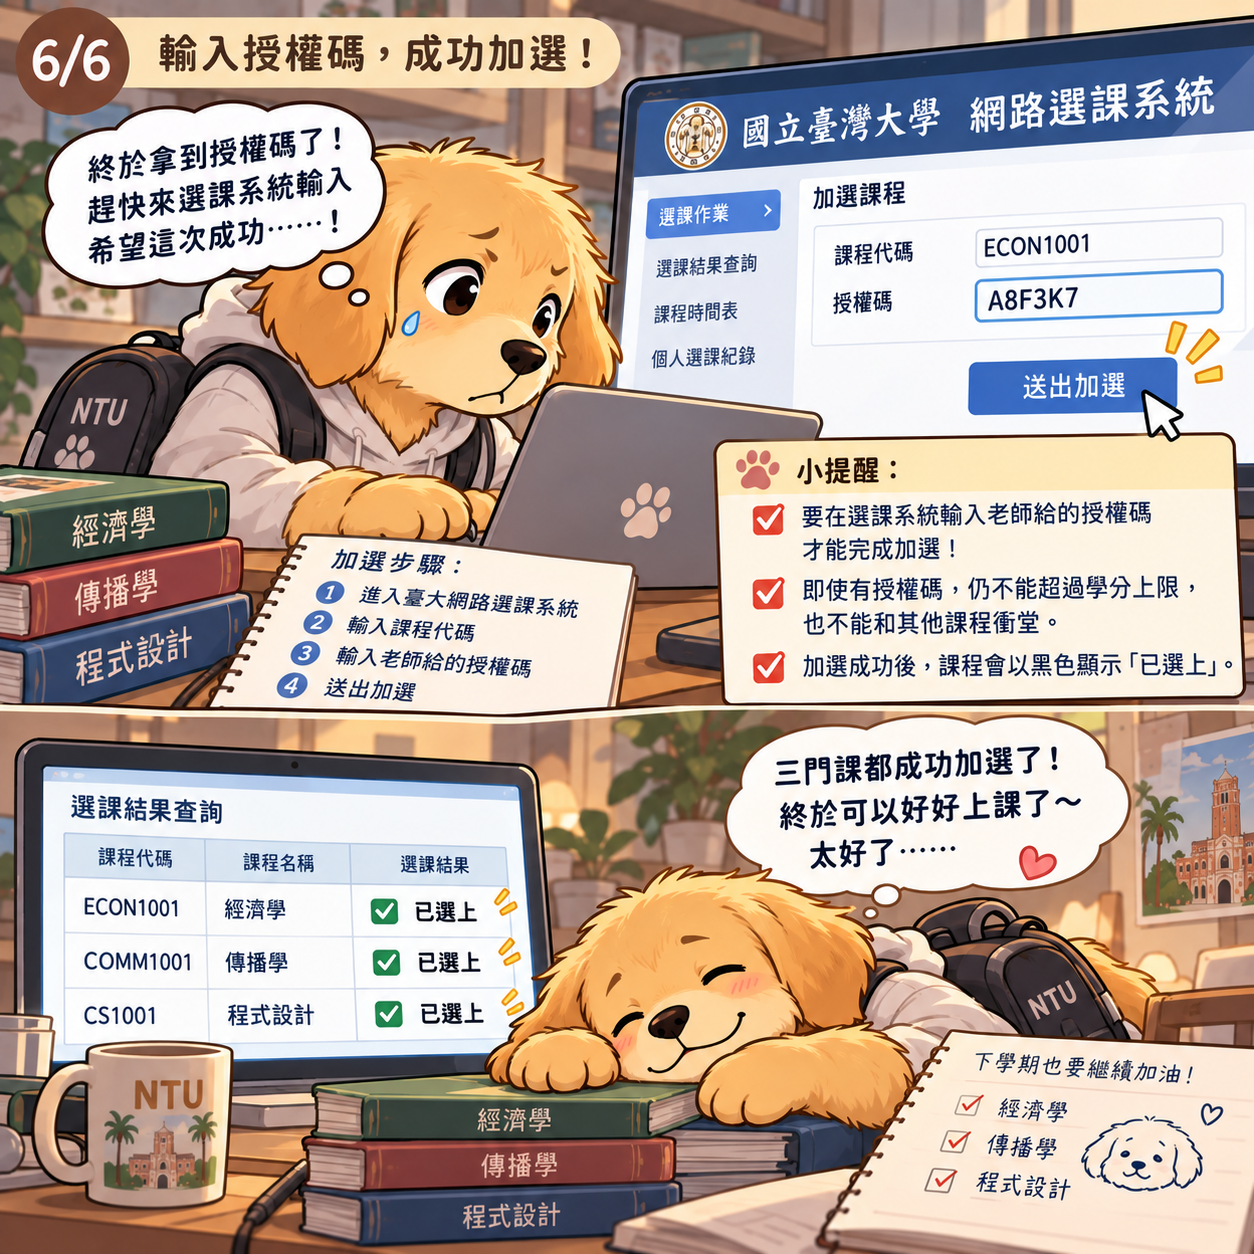 6/6
輸入授權碼，成功加選！
終於拿到授權碼了！
趕快來選課系統輸入
希望這次成功……！
國立臺灣大學 網路選課系統
選課作業 >
選課結果查詢
課程時間表
個人選課紀錄
加選課程
課程代碼 ECON1001
授權碼 A8F3K7
送出加選
NTU
經濟學
傳播學
程式設計
加選步驟：
1 進入臺大網路選課系統
2 輸入課程代碼
3 輸入老師給的授權碼
4 送出加選
小提醒：
要在選課系統輸入老師給的授權碼
才能完成加選！
即使有授權碼，仍不能超過學分上限，
也不能和其他課程衝堂。
加選成功後，課程會以黑色顯示「已選上」。
選課結果查詢
課程代碼 課程名稱 選課結果
ECON1001 經濟學 已選上
COMM1001 傳播學 已選上
CS1001 程式設計 已選上
三門課都成功加選了！
終於可以好好上課了～
太好了……
NTU
NTU
經濟學
傳播學
程式設計
下學期也要繼續加油！
經濟學
傳播學
程式設計